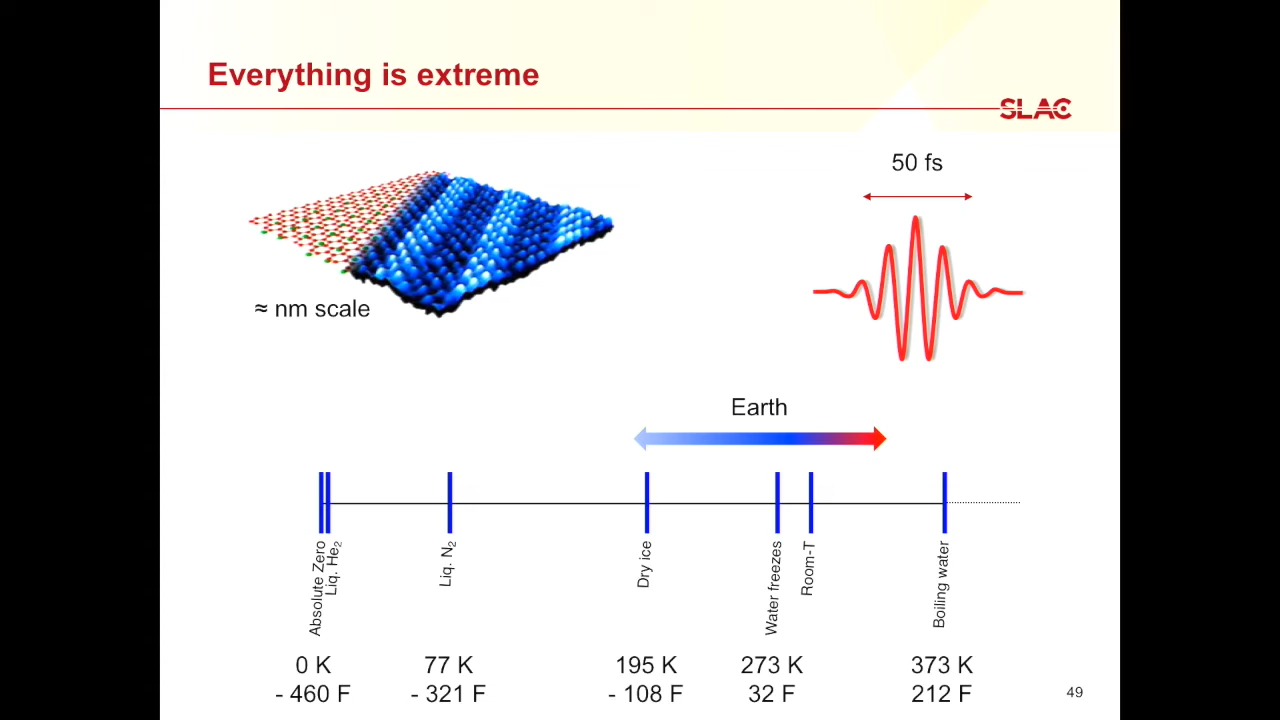 Everything is extreme
SLAC
50 fs
≈ nm scale
Earth
Absolute Zero
Liq. He₂
Liq. N₂
Dry ice
Water freezes
Room-T
Boiling water
0 K
77 K
195 K
273 K
373 K
- 460 F
- 321 F
- 108 F
32 F
212 F
49